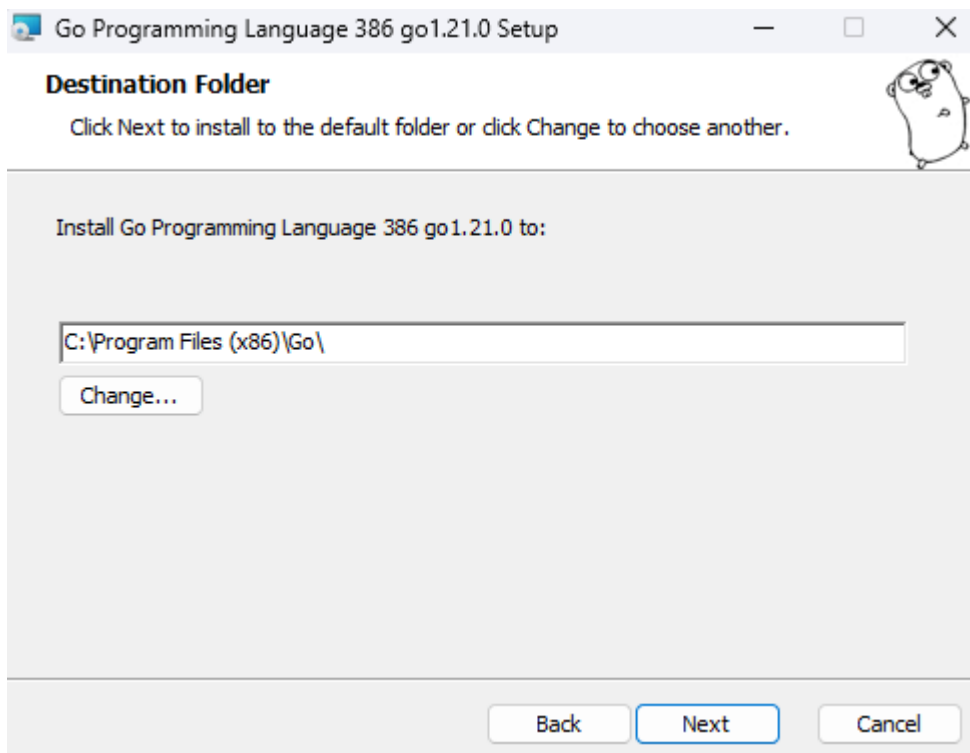 Go Programming Language 386 go1.21.0 Setup
Destination Folder
Click Next to install to the default folder or click Change to choose another.
Install Go Programming Language 386 go1.21.0 to:
C:\Program Files (x86)\Go\
Change...
Back Next Cancel